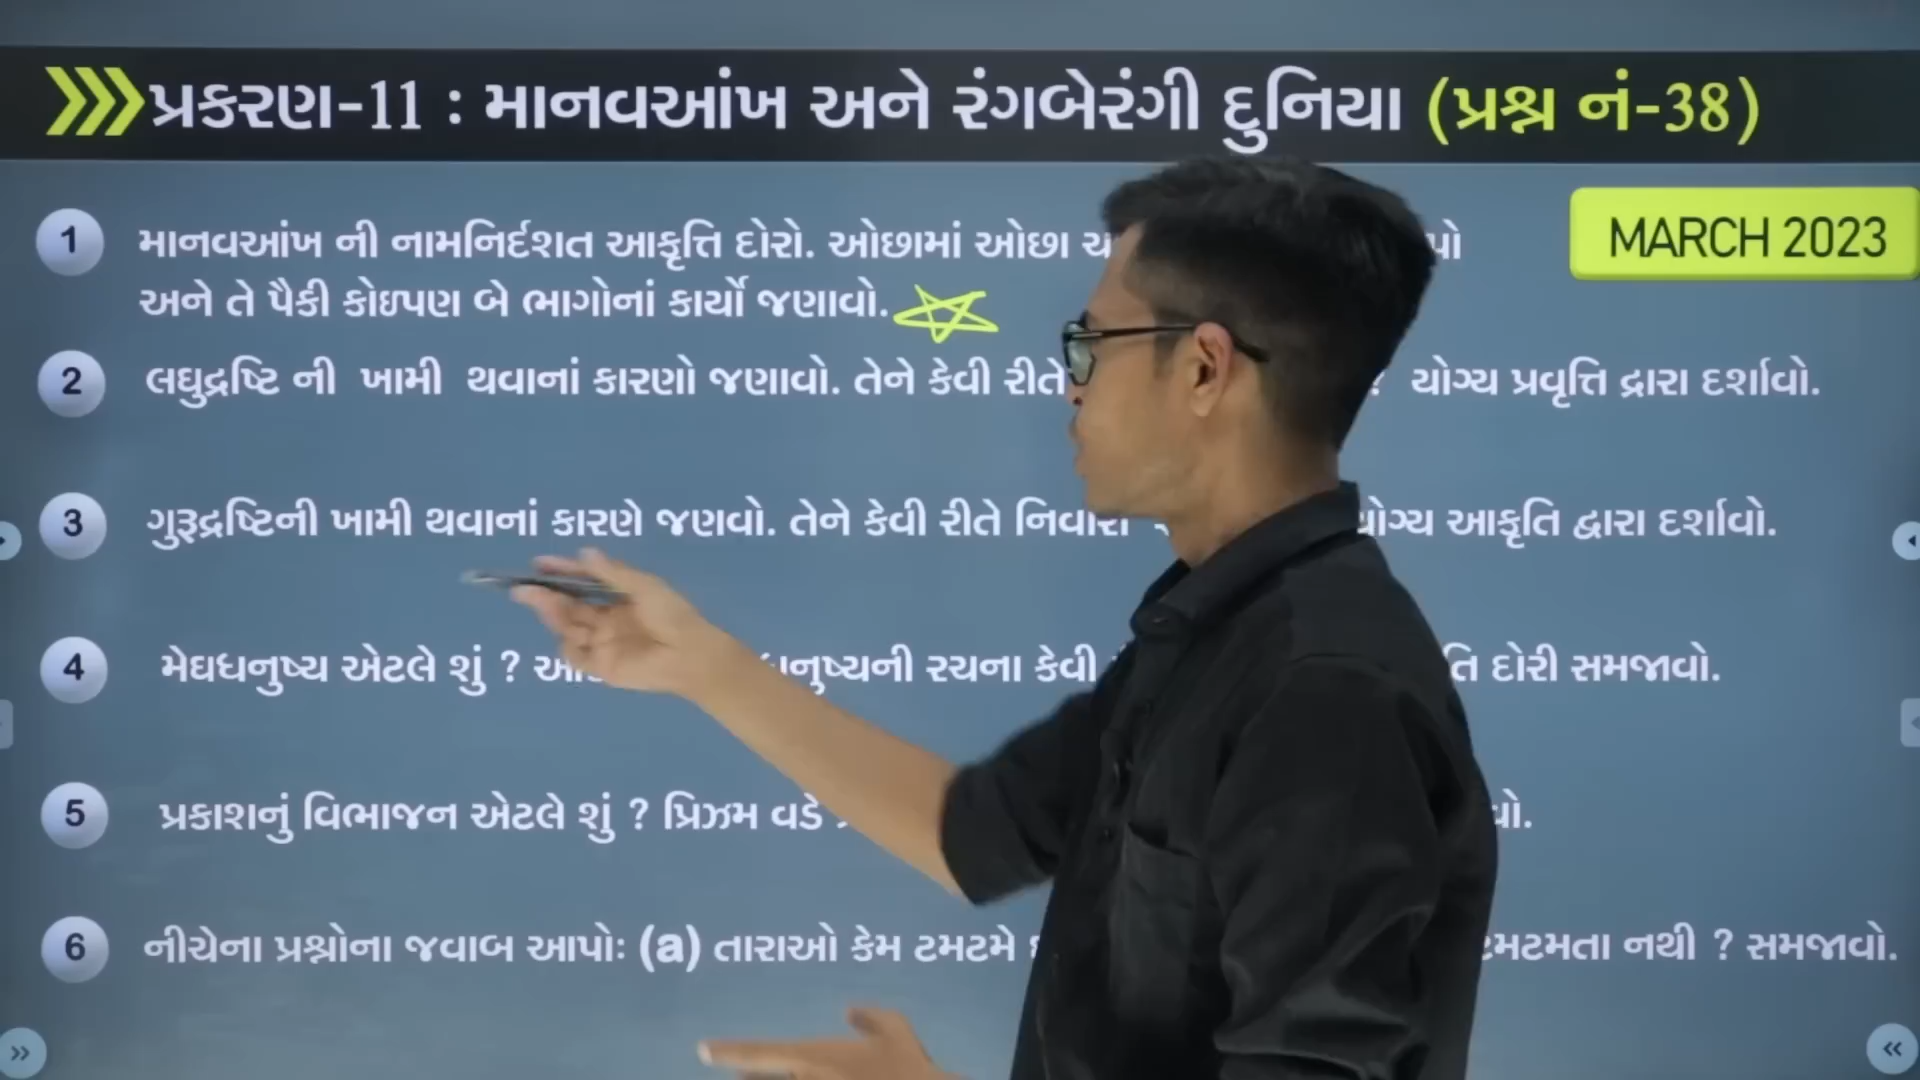 પ્રકરણ-11 : માનવઆંખ અને રંગબેરંગી દુનિયા (પ્રશ્ન નં-38)
MARCH 2023
1 માનવઆંખ ની નામનિર્દશત આકૃત્તિ દોરો. ઓછામાં ઓછા
અને તે પૈકી કોઇપણ બે ભાગોનાં કાર્યો જણાવો.
2 લઘુદ્રષ્ટિ ની ખામી થવાનાં કારણો જણાવો. તેને કેવી રીતે ? યોગ્ય પ્રવૃત્તિ દ્રારા દર્શાવો.
3 ગુરૂદ્રષ્ટિની ખામી થવાનાં કારણે જણવો. તેને કેવી રીતે આકૃતિ દ્વારા દર્શાવો.
4 મેઘધનુષ્ય એટલે શું ? રચના કેવી દોરી સમજાવો.
5 પ્રકાશનું વિભાજન એટલે શું ? પ્રિઝમ વડે
6 નીચેના પ્રશ્નોના જવાબ આપોઃ (a) તારાઓ કેમ ટમટમે નથી ? સમજાવો.